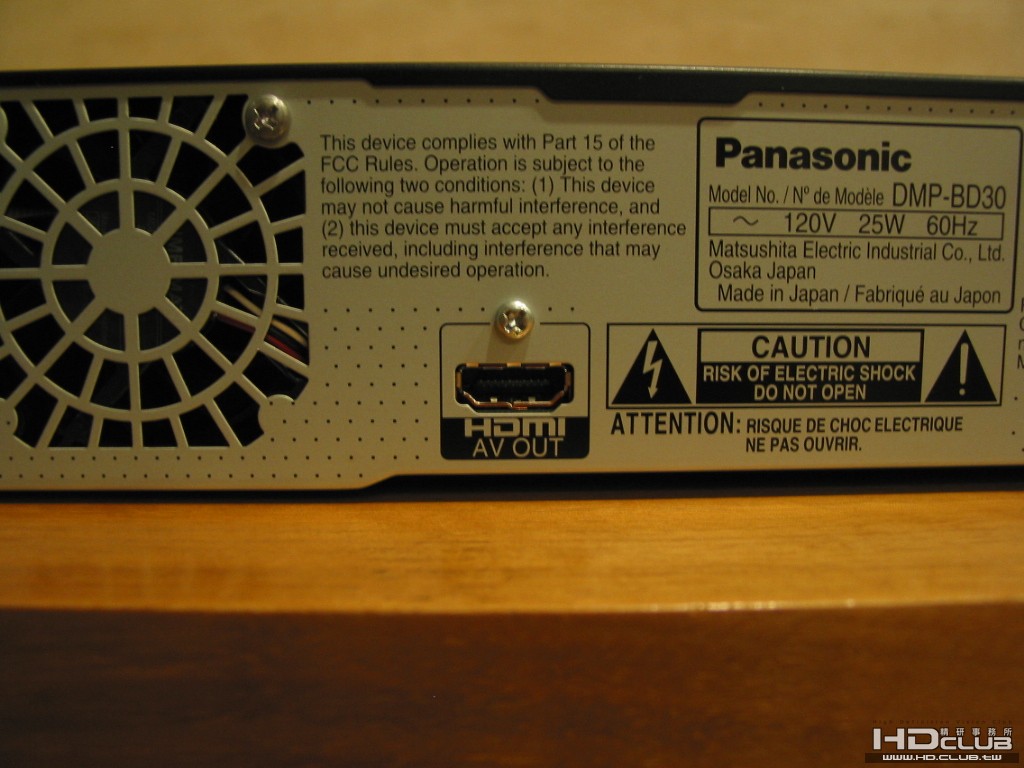 This device complies with Part 15 of the
FCC Rules. Operation is subject to the
following two conditions: (1) This device
may not cause harmful interference, and
(2) this device must accept any interference
received, including interference that may
cause undesired operation.
Panasonic
Model No. / Nº de Modèle DMP-BD30
~ 120V 25W 60Hz
Matsushita Electric Industrial Co., Ltd.
Osaka Japan
Made in Japan / Fabriqué au Japon
HDMI
AV OUT
CAUTION
RISK OF ELECTRIC SHOCK
DO NOT OPEN
ATTENTION: RISQUE DE CHOC ELECTRIQUE
NE PAS OUVRIR.
HDCLUB 精研事務所
WWW.HD.CLUB.TW